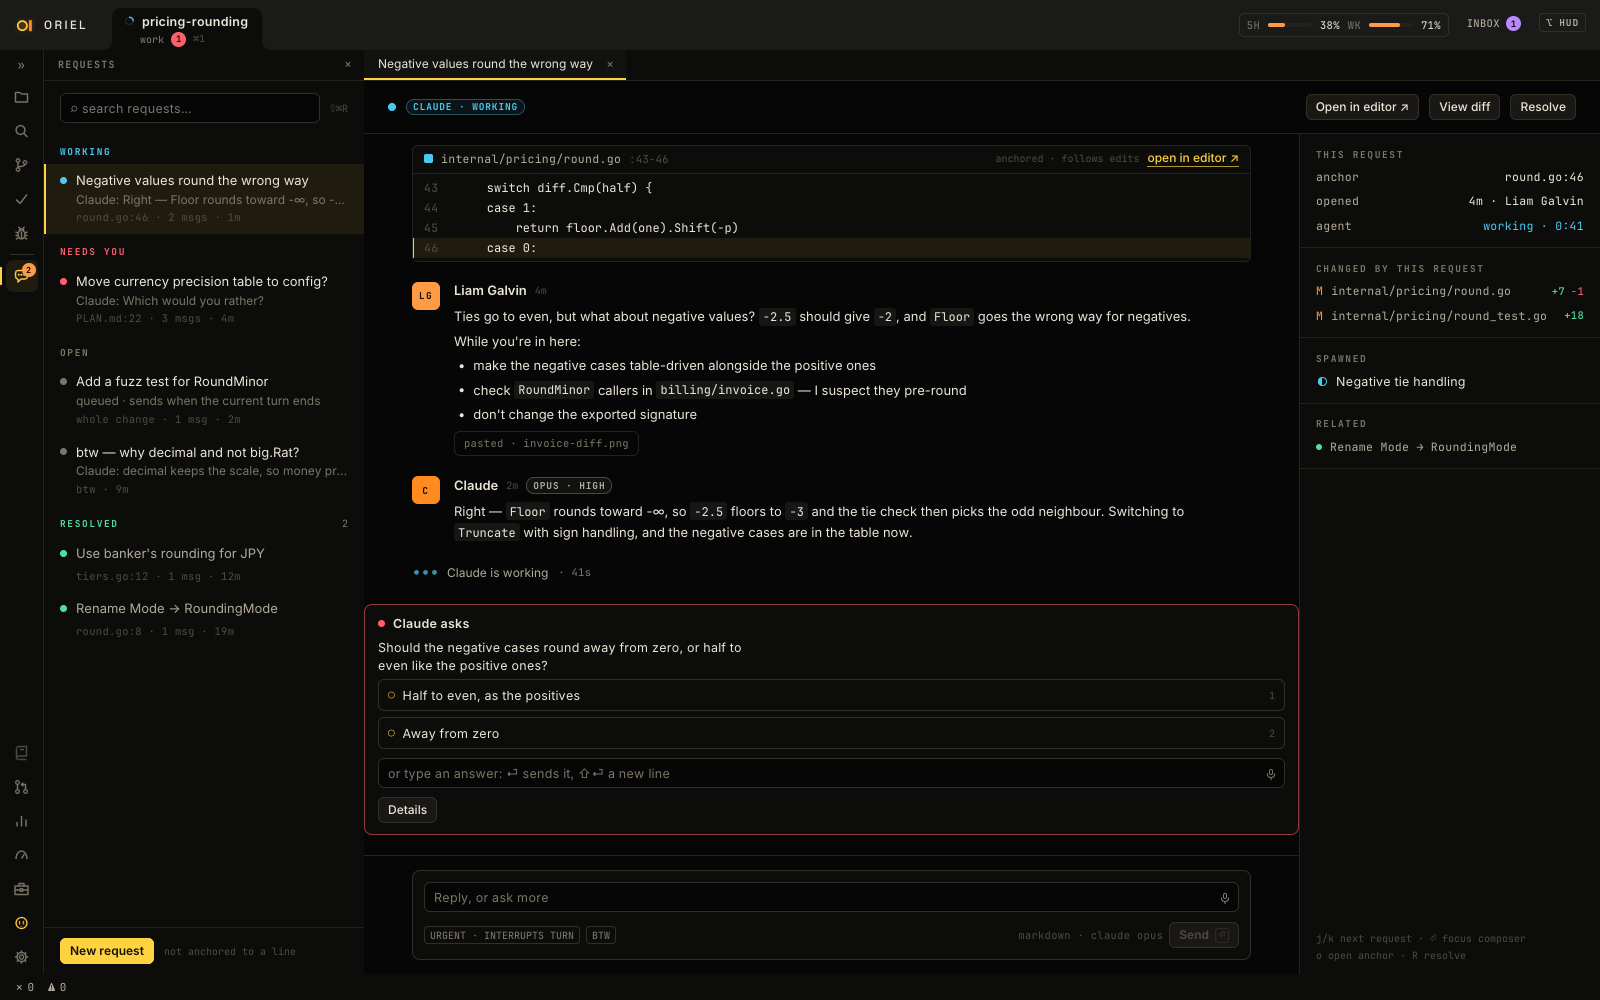 ORIEL
pricing-rounding
work 1 ⌘1
5H 38% WK 71%
INBOX 1
⌥ HUD
REQUESTS ×
search requests... ⇧⌘R
WORKING
Negative values round the wrong way
Claude: Right — Floor rounds toward -∞, so -…
round.go:46 · 2 msgs · 1m
NEEDS YOU
Move currency precision table to config?
Claude: Which would you rather?
PLAN.md:22 · 3 msgs · 4m
OPEN
Add a fuzz test for RoundMinor
queued · sends when the current turn ends
whole change · 1 msg · 2m
btw — why decimal and not big.Rat?
Claude: decimal keeps the scale, so money pr…
btw · 9m
RESOLVED 2
Use banker's rounding for JPY
tiers.go:12 · 1 msg · 12m
Rename Mode → RoundingMode
round.go:8 · 1 msg · 19m
New request not anchored to a line
2
× 0 0
Negative values round the wrong way ×
CLAUDE · WORKING
Open in editor ↗ View diff Resolve
internal/pricing/round.go :43-46 anchored · follows edits open in editor ↗
43 switch diff.Cmp(half) {
44 case 1:
45 return floor.Add(one).Shift(-p)
46 case 0:
LG Liam Galvin 4m
Ties go to even, but what about negative values? -2.5 should give -2, and Floor goes the wrong way for negatives.
While you're in here:
• make the negative cases table-driven alongside the positive ones
• check RoundMinor callers in billing/invoice.go — I suspect they pre-round
• don't change the exported signature
pasted · invoice-diff.png
C Claude 2m OPUS · HIGH
Right — Floor rounds toward -∞, so -2.5 floors to -3 and the tie check then picks the odd neighbour. Switching to
Truncate with sign handling, and the negative cases are in the table now.
Claude is working · 41s
Claude asks
Should the negative cases round away from zero, or half to
even like the positive ones?
Half to even, as the positives 1
Away from zero 2
or type an answer: ⏎ sends it, ⇧⏎ a new line
Details
Reply, or ask more
URGENT · INTERRUPTS TURN BTW markdown · claude opus Send ⏎
THIS REQUEST
anchor round.go:46
opened 4m · Liam Galvin
agent working · 0:41
CHANGED BY THIS REQUEST
M internal/pricing/round.go +7 -1
M internal/pricing/round_test.go +18
SPAWNED
Negative tie handling
RELATED
Rename Mode → RoundingMode
j/k next request · ⏎ focus composer
o open anchor · R resolve